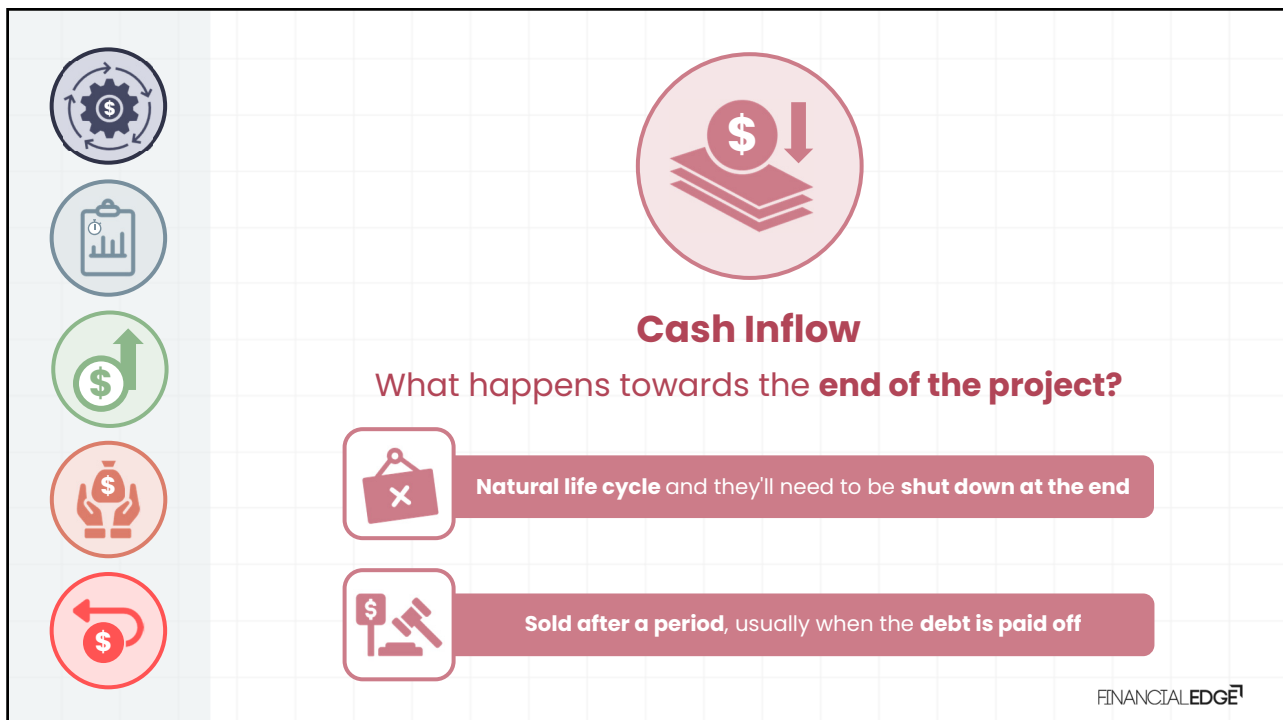 Cash Inflow
What happens towards the end of the project?
Natural life cycle and they'll need to be shut down at the end
Sold after a period, usually when the debt is paid off
FINANCIALEDGE